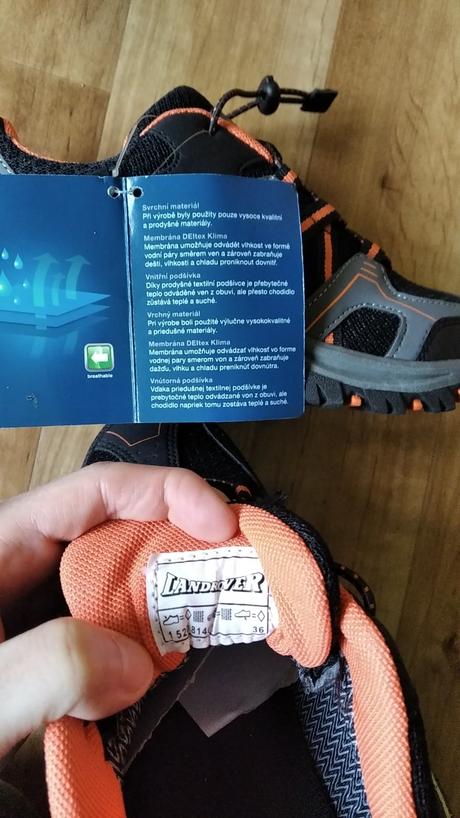 Svrchní materiál
Při výrobě byly použity pouze vysoce kvalitní
a prodyšné materiály.
Membrána DEltex Klima
Membrána umožňuje odvádět vlhkost ve formě
vodní páry směrem ven a zároveň zabraňuje
dešti, vlhkosti a chladu proniknout dovnitř.
Vnitřní podšívka
Díky prodyšné textilní podšívce je přebytečné
teplo odváděné ven z obuvi, ale přesto chodidlo
zůstává teplé a suché.
Vrchný materiál
Pri výrobe boli použité výlučne vysokokvalitné
a priedušné materiály.
Membrána DEltex Klima
Membrána umožňuje odvádzať vlhkosť vo forme
vodnej pary smerom von a zároveň zabraňuje
dažďu, vlhku a chladu preniknúť dovnútra.
Vnútorná podšívka
Vďaka priedušnej textilnej podšívke je
prebytočné teplo odvádzané von z obuvi, ale
chodidlo napriek tomu zostáva teplé a suché.
breathable
LANDROVER
36